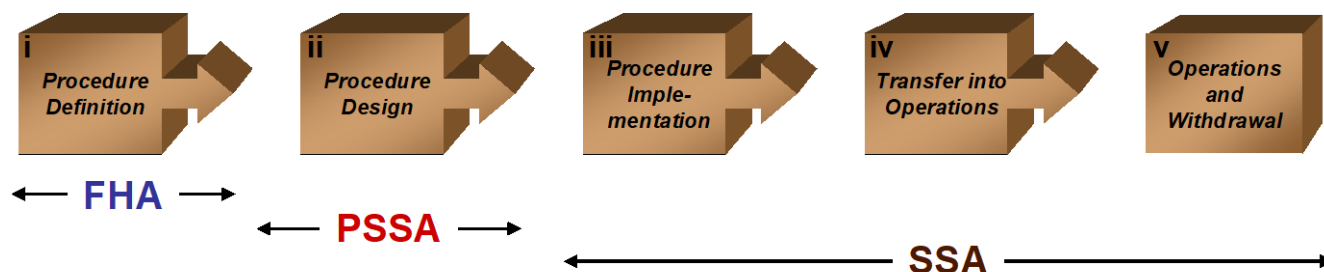 i
Procedure
Definition
ii
Procedure
Design
iii
Procedure
Imple-
mentation
iv
Transfer into
Operations
v
Operations
and
Withdrawal
FHA
PSSA
SSA